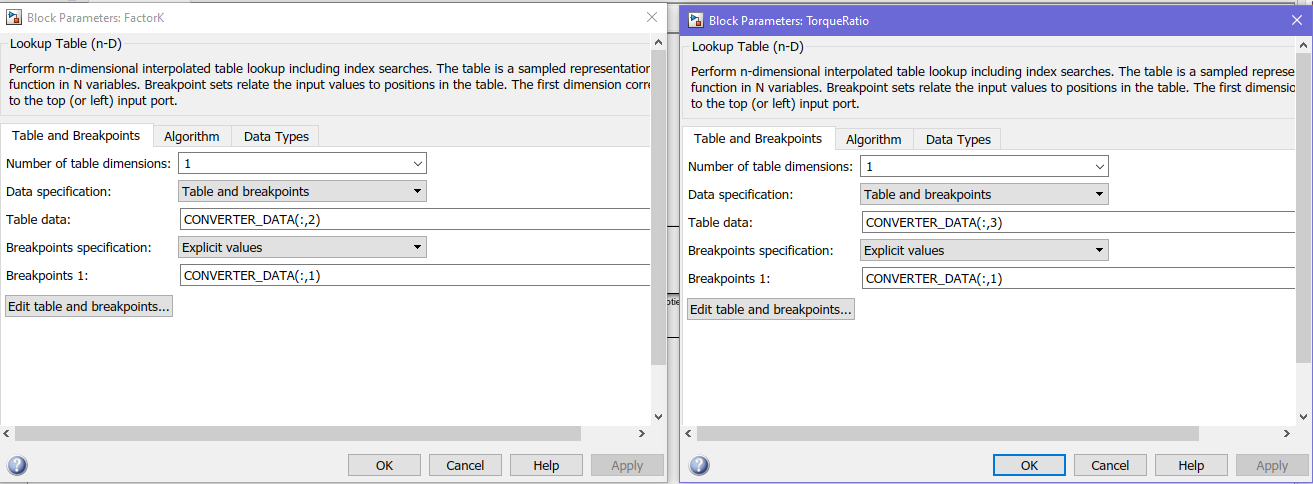 Block Parameters: FactorK
Lookup Table (n-D)
Perform n-dimensional interpolated table lookup including index searches. The table is a sampled representation
function in N variables. Breakpoint sets relate the input values to positions in the table. The first dimension corre
to the top (or left) input port.
Table and Breakpoints
Algorithm
Data Types
Number of table dimensions: 1
Data specification: Table and breakpoints
Table data: CONVERTER_DATA(:,2)
Breakpoints specification: Explicit values
Breakpoints 1: CONVERTER_DATA(:,1)
Edit table and breakpoints...
OK
Cancel
Help
Apply
Block Parameters: TorqueRatio
Lookup Table (n-D)
Perform n-dimensional interpolated table lookup including index searches. The table is a sampled represe
function in N variables. Breakpoint sets relate the input values to positions in the table. The first dimensio
to the top (or left) input port.
Table and Breakpoints
Algorithm
Data Types
Number of table dimensions: 1
Data specification: Table and breakpoints
Table data: CONVERTER_DATA(:,3)
Breakpoints specification: Explicit values
Breakpoints 1: CONVERTER_DATA(:,1)
Edit table and breakpoints...
OK
Cancel
Help
Apply